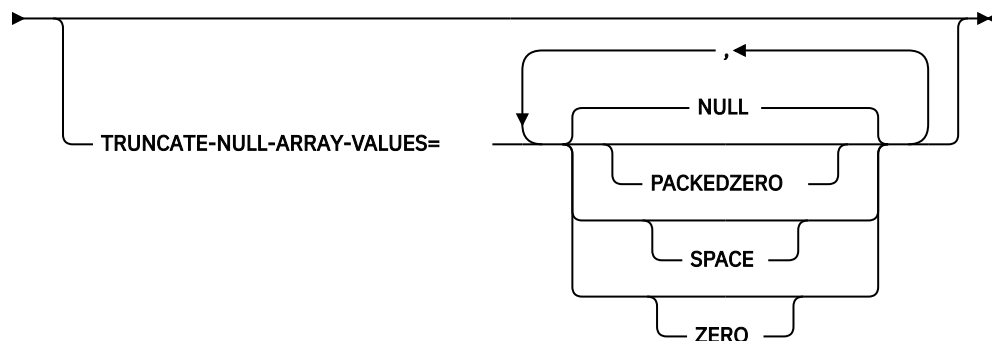 ,
NULL
TRUNCATE-NULL-ARRAY-VALUES=
PACKEDZERO
SPACE
ZERO